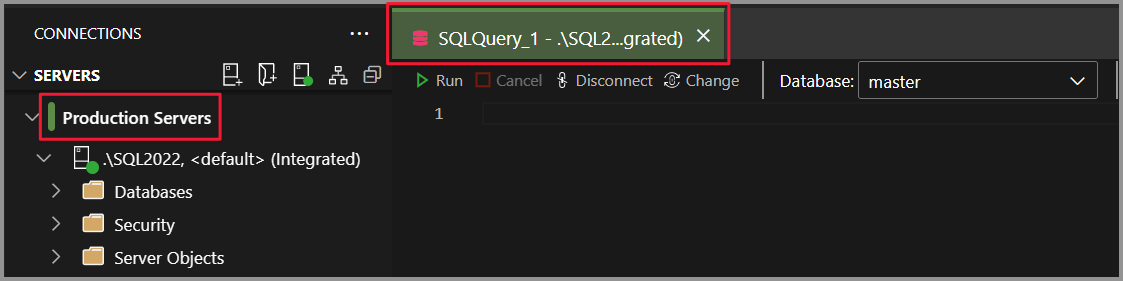 CONNECTIONS ...
SERVERS
Production Servers
.\SQL2022, <default> (Integrated)
Databases
Security
Server Objects
SQLQuery_1 - .\SQL2...grated)
Run Cancel Disconnect Change Database: master
1